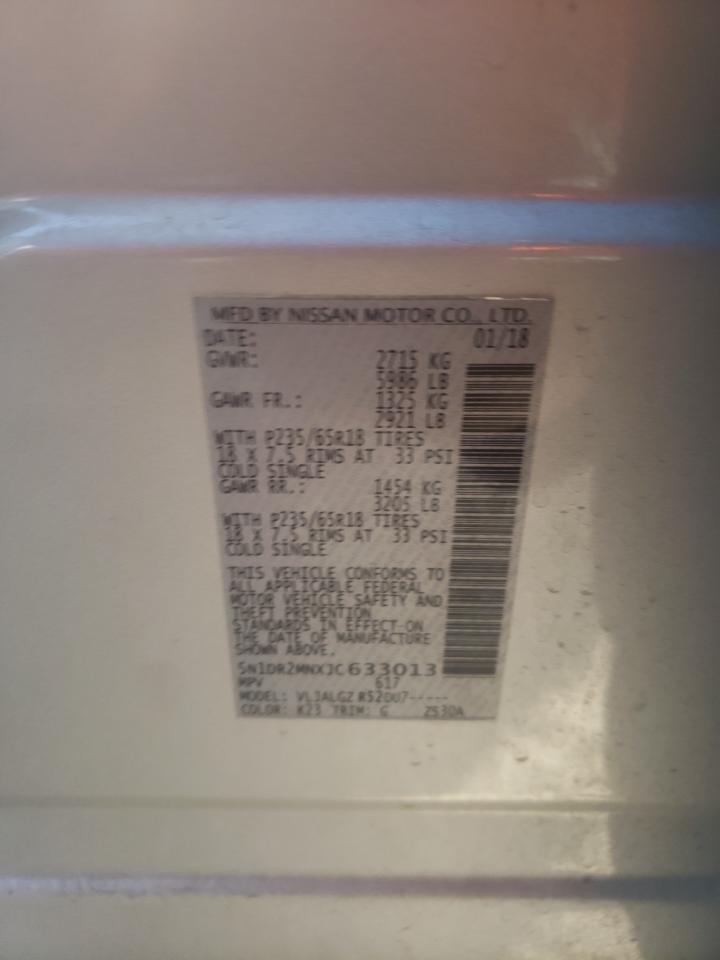 MFD BY NISSAN MOTOR CO., LTD.
DATE: 01/18
GVWR: 2715 KG
5986 LB
GAWR FR.: 1325 KG
2921 LB
WITH P235/65R18 TIRES
18 X 7.5 RIMS AT 33 PSI
COLD SINGLE
GAWR RR.: 1454 KG
3205 LB
WITH P235/65R18 TIRES
18 X 7.5 RIMS AT 33 PSI
COLD SINGLE
THIS VEHICLE CONFORMS TO
ALL APPLICABLE FEDERAL
MOTOR VEHICLE SAFETY AND
THEFT PREVENTION
STANDARDS IN EFFECT ON
THE DATE OF MANUFACTURE
SHOWN ABOVE.
5N1DR2MNXJC633013
MPV 617
MODEL: VLJALGZ R52DU7-----
COLOR: K23 TRIM: G 2530A